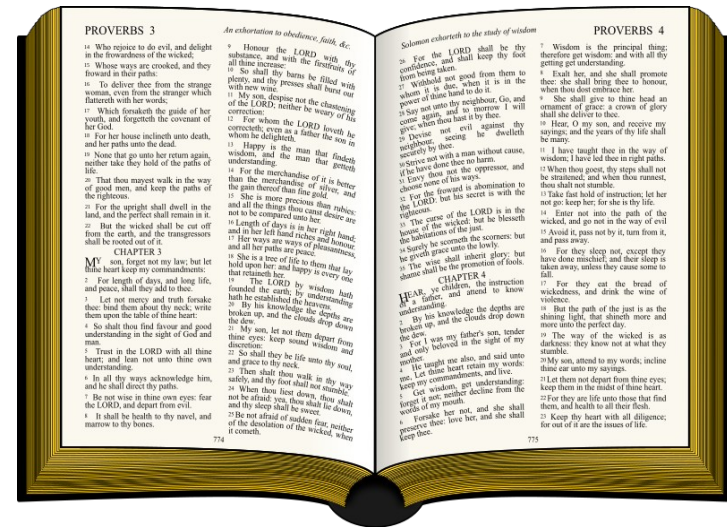 PROVERBS 3
An exhortation to obedience, faith, &c.
14 Who rejoice to do evil, and delight
in the frowardness of the wicked;
15 Whose ways are crooked, and they
froward in their paths:
16 To deliver thee from the strange
woman, even from the stranger which
flattereth with her words;
17 Which forsaketh the guide of her
youth, and forgetteth the covenant of
her God.
18 For her house inclineth unto death,
and her paths unto the dead.
19 None that go unto her return again,
neither take they hold of the paths of
life.
20 That thou mayest walk in the way
of good men, and keep the paths of
the righteous.
21 For the upright shall dwell in the
land, and the perfect shall remain in it.
22 But the wicked shall be cut off
from the earth, and the transgressors
shall be rooted out of it.
CHAPTER 3
MY son, forget not my law; but let
thine heart keep my commandments:
2 For length of days, and long life,
and peace, shall they add to thee.
3 Let not mercy and truth forsake
thee: bind them about thy neck; write
them upon the table of thine heart:
4 So shalt thou find favour and good
understanding in the sight of God and
man.
5 Trust in the LORD with all thine
heart; and lean not unto thine own
understanding.
6 In all thy ways acknowledge him,
and he shall direct thy paths.
7 Be not wise in thine own eyes: fear
the LORD, and depart from evil.
8 It shall be health to thy navel, and
marrow to thy bones.
9 Honour the LORD with thy
substance, and with the firstfruits of
all thine increase:
10 So shall thy barns be filled with
plenty, and thy presses shall burst out
with new wine.
11 My son, despise not the chastening
of the LORD; neither be weary of his
correction:
12 For whom the LORD loveth he
correcteth; even as a father the son in
whom he delighteth.
13 Happy is the man that findeth
wisdom, and the man that getteth
understanding.
14 For the merchandise of it is better
than the merchandise of silver, and
the gain thereof than fine gold.
15 She is more precious than rubies:
and all the things thou canst desire are
not to be compared unto her.
16 Length of days is in her right hand;
and in her left hand riches and honour.
17 Her ways are ways of pleasantness,
and all her paths are peace.
18 She is a tree of life to them that lay
hold upon her: and happy is every one
that retaineth her.
19 The LORD by wisdom hath
founded the earth; by understanding
hath he established the heavens.
20 By his knowledge the depths are
broken up, and the clouds drop down
the dew.
21 My son, let not them depart from
thine eyes: keep sound wisdom and
discretion:
22 So shall they be life unto thy soul,
and grace to thy neck.
23 Then shalt thou walk in thy way
safely, and thy foot shall not stumble.
24 When thou liest down, thou shalt
not be afraid: yea, thou shalt lie down,
and thy sleep shall be sweet.
25 Be not afraid of sudden fear, neither
of the desolation of the wicked, when
it cometh.
774
Solomon exhorteth to the study of wisdom
PROVERBS 4
26 For the LORD shall be thy
confidence, and shall keep thy foot
from being taken.
27 Withhold not good from them to
whom it is due, when it is in the
power of thine hand to do it.
28 Say not unto thy neighbour, Go, and
come again, and to morrow I will
give; when thou hast it by thee.
29 Devise not evil against thy
neighbour, seeing he dwelleth
securely by thee.
30 Strive not with a man without cause,
if he have done thee no harm.
31 Envy thou not the oppressor, and
choose none of his ways.
32 For the froward is abomination to
the LORD: but his secret is with the
righteous.
33 The curse of the LORD is in the
house of the wicked: but he blesseth
the habitations of the just.
34 Surely he scorneth the scorners: but
he giveth grace unto the lowly.
35 The wise shall inherit glory: but
shame shall be the promotion of fools.
CHAPTER 4
HEAR, ye children, the instruction
of a father, and attend to know
understanding.
2 By his knowledge the depths are
broken up, and the clouds drop down
the dew.
3 For I was my father's son, tender
and only beloved in the sight of my
mother.
4 He taught me also, and said unto
me, Let thine heart retain my words:
keep my commandments, and live.
5 Get wisdom, get understanding:
forget it not; neither decline from the
words of my mouth.
6 Forsake her not, and she shall
preserve thee: love her, and she shall
keep thee.
7 Wisdom is the principal thing;
therefore get wisdom: and with all thy
getting get understanding.
8 Exalt her, and she shall promote
thee: she shall bring thee to honour,
when thou dost embrace her.
9 She shall give to thine head an
ornament of grace: a crown of glory
shall she deliver to thee.
10 Hear, O my son, and receive my
sayings; and the years of thy life shall
be many.
11 I have taught thee in the way of
wisdom; I have led thee in right paths.
12 When thou goest, thy steps shall not
be straitened; and when thou runnest,
thou shalt not stumble.
13 Take fast hold of instruction; let her
not go: keep her; for she is thy life.
14 Enter not into the path of the
wicked, and go not in the way of evil
15 Avoid it, pass not by it, turn from it,
and pass away.
16 For they sleep not, except they
have done mischief; and their sleep is
taken away, unless they cause some to
fall.
17 For they eat the bread of
wickedness, and drink the wine of
violence.
18 But the path of the just is as the
shining light, that shineth more and
more unto the perfect day.
19 The way of the wicked is as
darkness: they know not at what they
stumble.
20 My son, attend to my words; incline
thine ear unto my sayings.
21 Let them not depart from thine eyes;
keep them in the midst of thine heart.
22 For they are life unto those that find
them, and health to all their flesh.
23 Keep thy heart with all diligence;
for out of it are the issues of life.
775